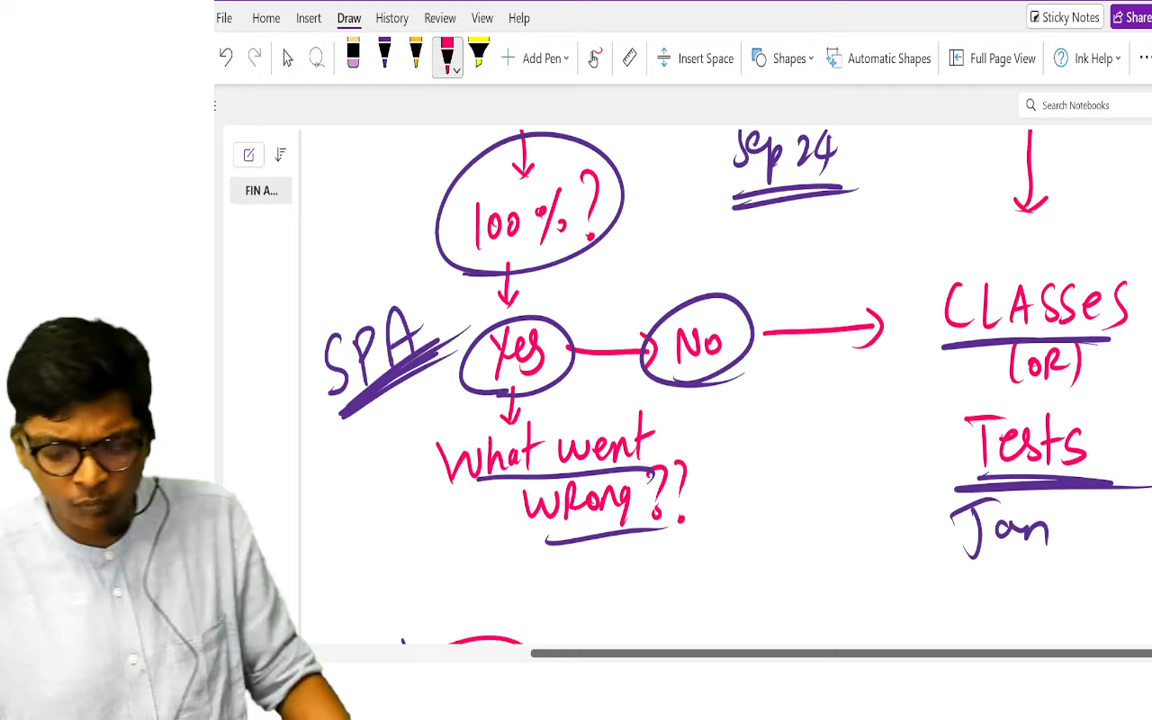 File Home Insert Draw History Review View Help Sticky Notes Share
Add Pen Insert Space Shapes Automatic Shapes Full Page View Ink Help
Search Notebooks
FIN A...
Sep 24
100%?
SPA
Yes
No
CLASSES
(OR)
What went
wrong??
Tests
Jan